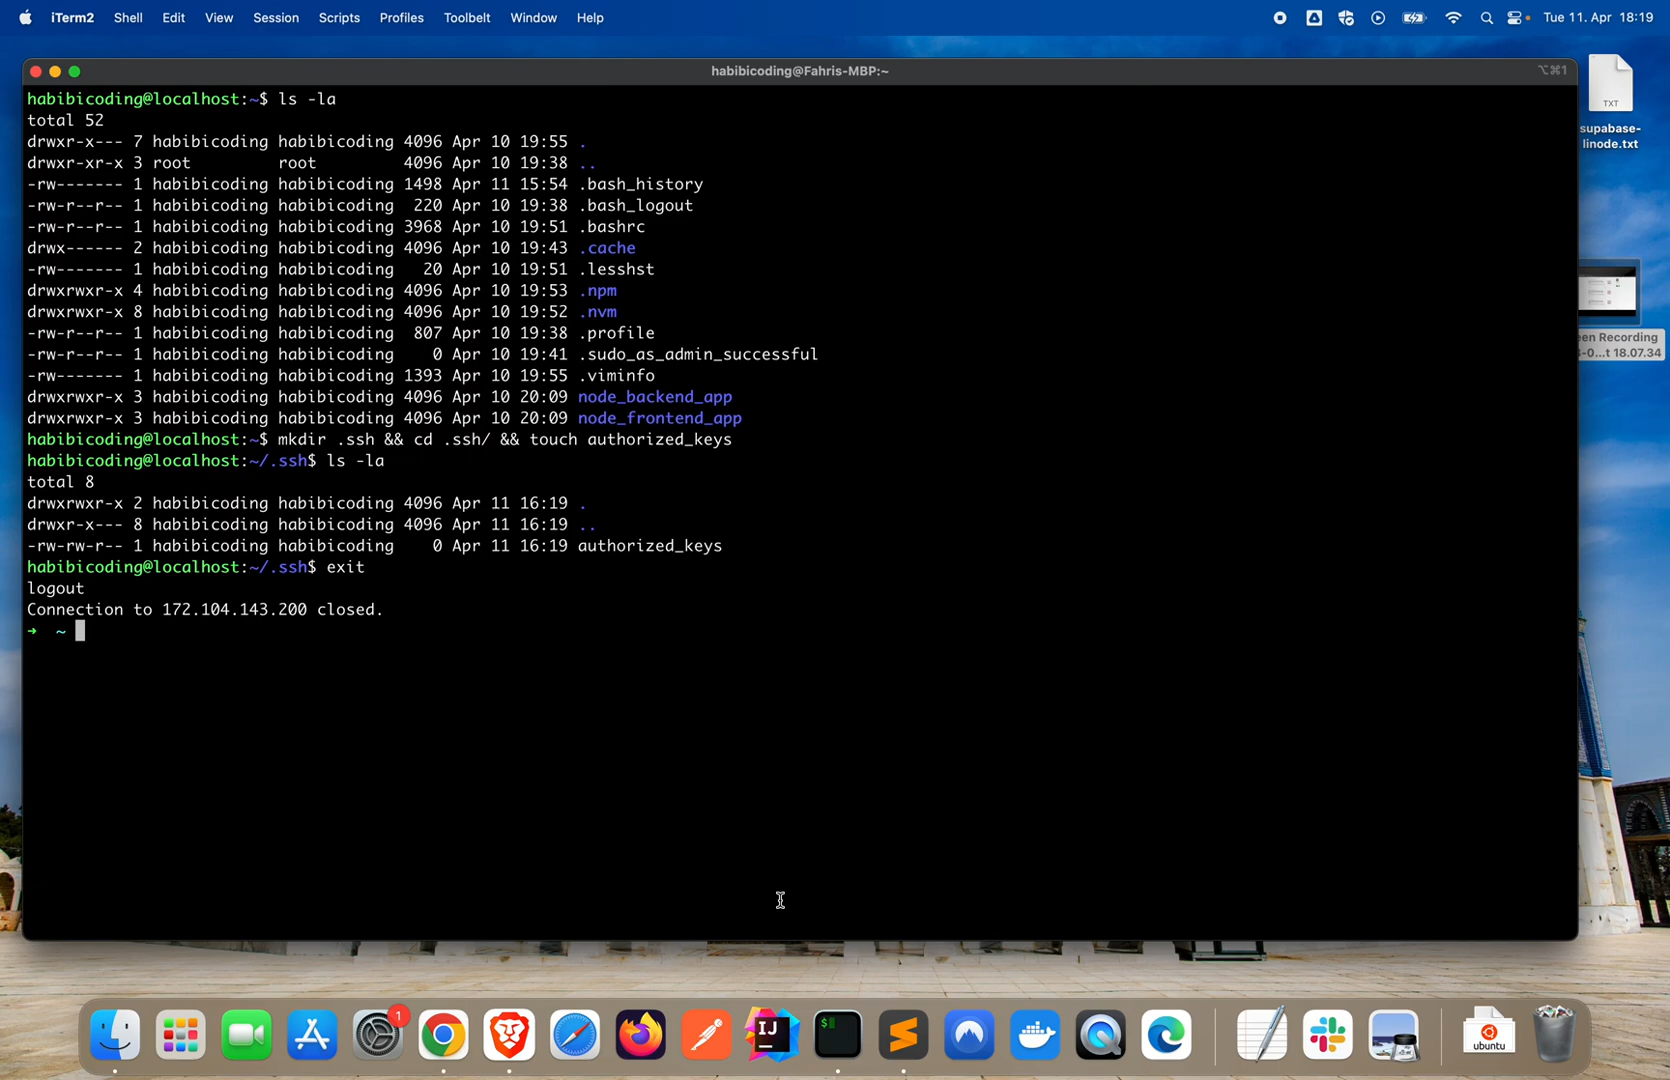 iTerm2 Shell Edit View Session Scripts Profiles Toolbelt Window Help Tue 11. Apr 18:19
habibicoding@Fahris-MBP:~ ⌥⌘1
habibicoding@localhost:~$ ls -la
total 52
drwxr-x--- 7 habibicoding habibicoding 4096 Apr 10 19:55 .
drwxr-xr-x 3 root         root         4096 Apr 10 19:38 ..
-rw------- 1 habibicoding habibicoding 1498 Apr 11 15:54 .bash_history
-rw-r--r-- 1 habibicoding habibicoding  220 Apr 10 19:38 .bash_logout
-rw-r--r-- 1 habibicoding habibicoding 3968 Apr 10 19:51 .bashrc
drwx------ 2 habibicoding habibicoding 4096 Apr 10 19:43 .cache
-rw------- 1 habibicoding habibicoding   20 Apr 10 19:51 .lesshst
drwxrwxr-x 4 habibicoding habibicoding 4096 Apr 10 19:53 .npm
drwxrwxr-x 8 habibicoding habibicoding 4096 Apr 10 19:52 .nvm
-rw-r--r-- 1 habibicoding habibicoding  807 Apr 10 19:38 .profile
-rw-r--r-- 1 habibicoding habibicoding    0 Apr 10 19:41 .sudo_as_admin_successful
-rw------- 1 habibicoding habibicoding 1393 Apr 10 19:55 .viminfo
drwxrwxr-x 3 habibicoding habibicoding 4096 Apr 10 20:09 node_backend_app
drwxrwxr-x 3 habibicoding habibicoding 4096 Apr 10 20:09 node_frontend_app
habibicoding@localhost:~$ mkdir .ssh && cd .ssh/ && touch authorized_keys
habibicoding@localhost:~/.ssh$ ls -la
total 8
drwxrwxr-x 2 habibicoding habibicoding 4096 Apr 11 16:19 .
drwxr-x--- 8 habibicoding habibicoding 4096 Apr 11 16:19 ..
-rw-rw-r-- 1 habibicoding habibicoding    0 Apr 11 16:19 authorized_keys
habibicoding@localhost:~/.ssh$ exit
logout
Connection to 172.104.143.200 closed.
➜  ~
TXT
supabase-
linode.txt
een Recording
-0...t 18.07.34
1
IJ
$
ubuntu